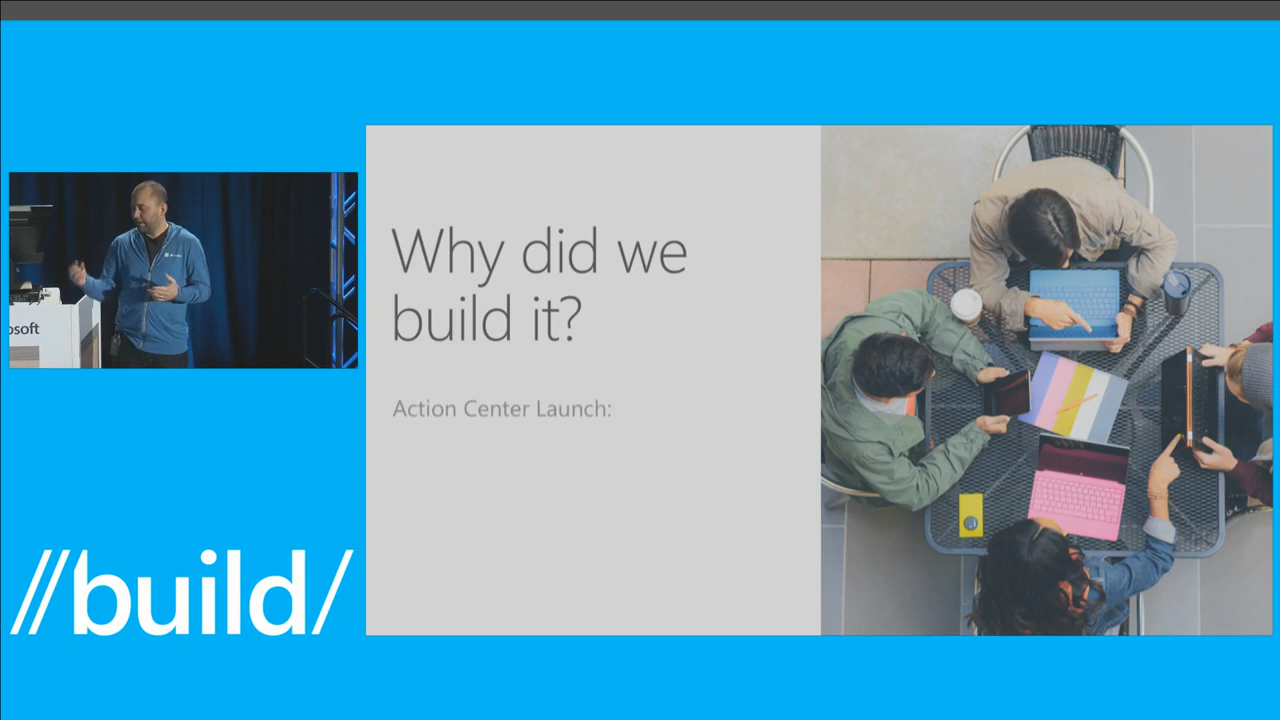 Why did we
build it?
Action Center Launch:
osoft
//build/